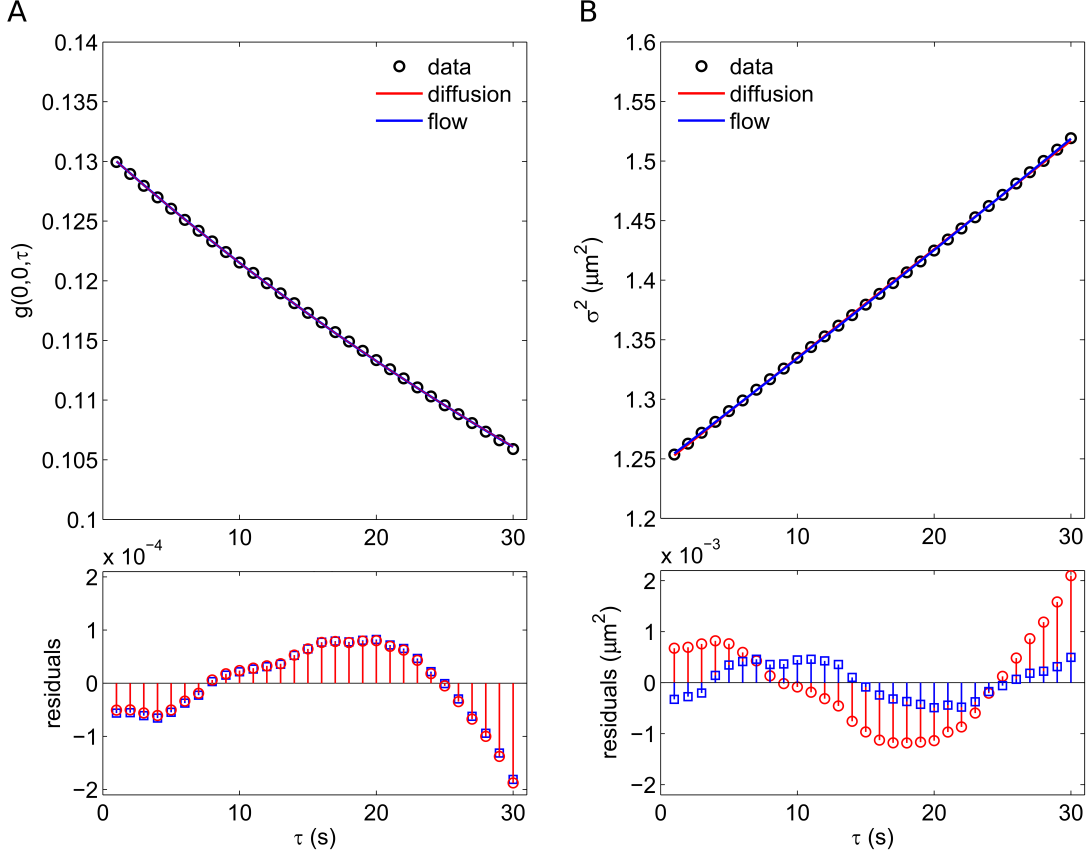 A
0.14
0.135
0.13
0.125
0.12
0.115
0.11
0.105
0.1
g(0,0,τ)
data
diffusion
flow
10
20
30
x 10−4
2
1
0
−1
−2
residuals
10
20
30
τ (s)
B
1.6
1.55
1.5
1.45
1.4
1.35
1.3
1.25
1.2
σ2 (μm2)
data
diffusion
flow
10
20
30
x 10−3
2
1
0
−1
−2
residuals (μm2)
0
10
20
30
τ (s)